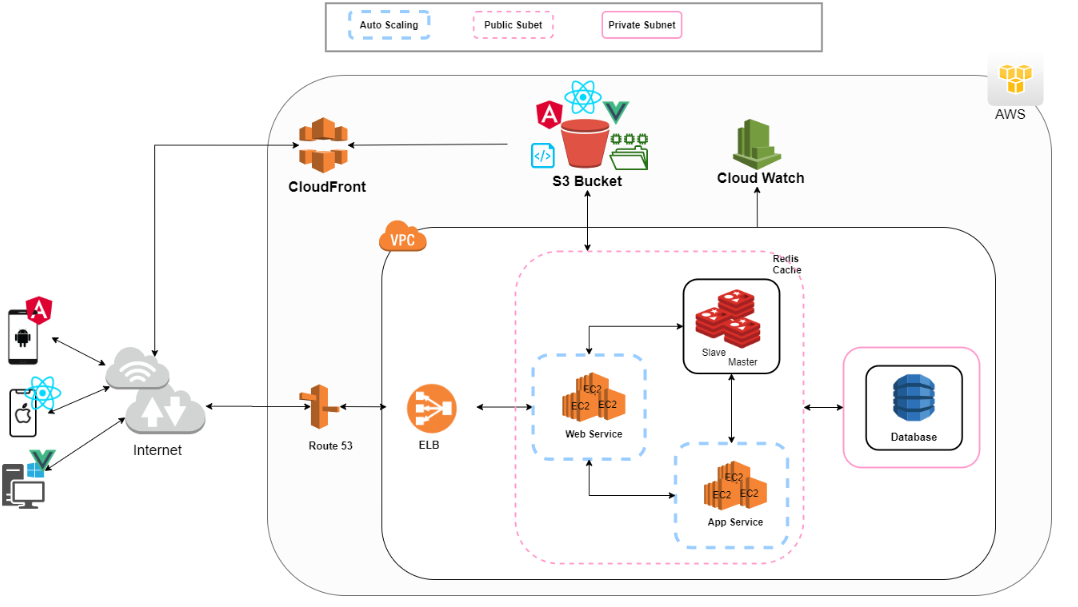 Auto Scaling
Public Subet
Private Subnet
AWS
CloudFront
S3 Bucket
Cloud Watch
VPC
Redis
Cache
Slave
Master
EC2
EC2
EC2
Web Service
Database
Internet
Route 53
ELB
EC2
EC2
EC2
App Service